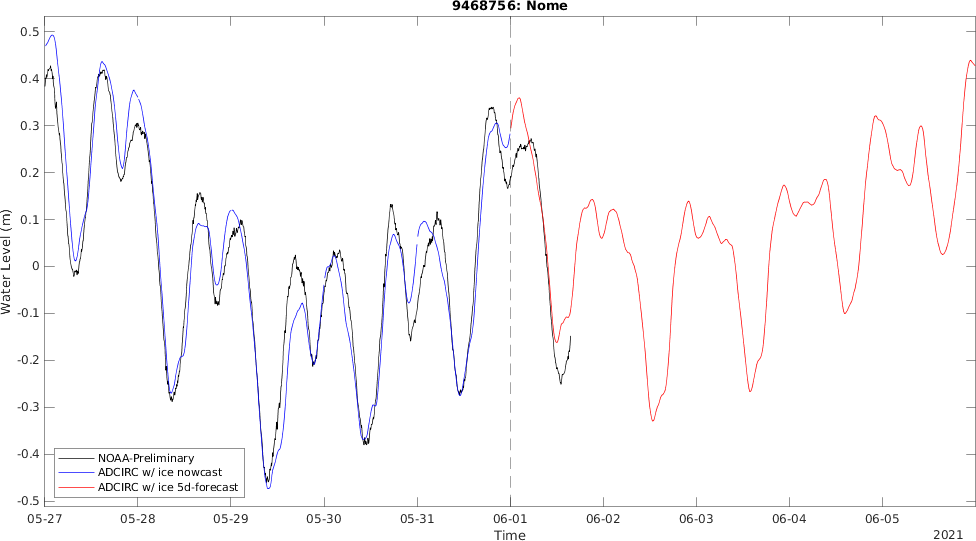 9468756: Nome
Water Level (m)
0.5
0.4
0.3
0.2
0.1
0
-0.1
-0.2
-0.3
-0.4
-0.5
NOAA-Preliminary
ADCIRC w/ ice nowcast
ADCIRC w/ ice 5d-forecast
05-27 05-28 05-29 05-30 05-31 06-01 06-02 06-03 06-04 06-05
Time
2021